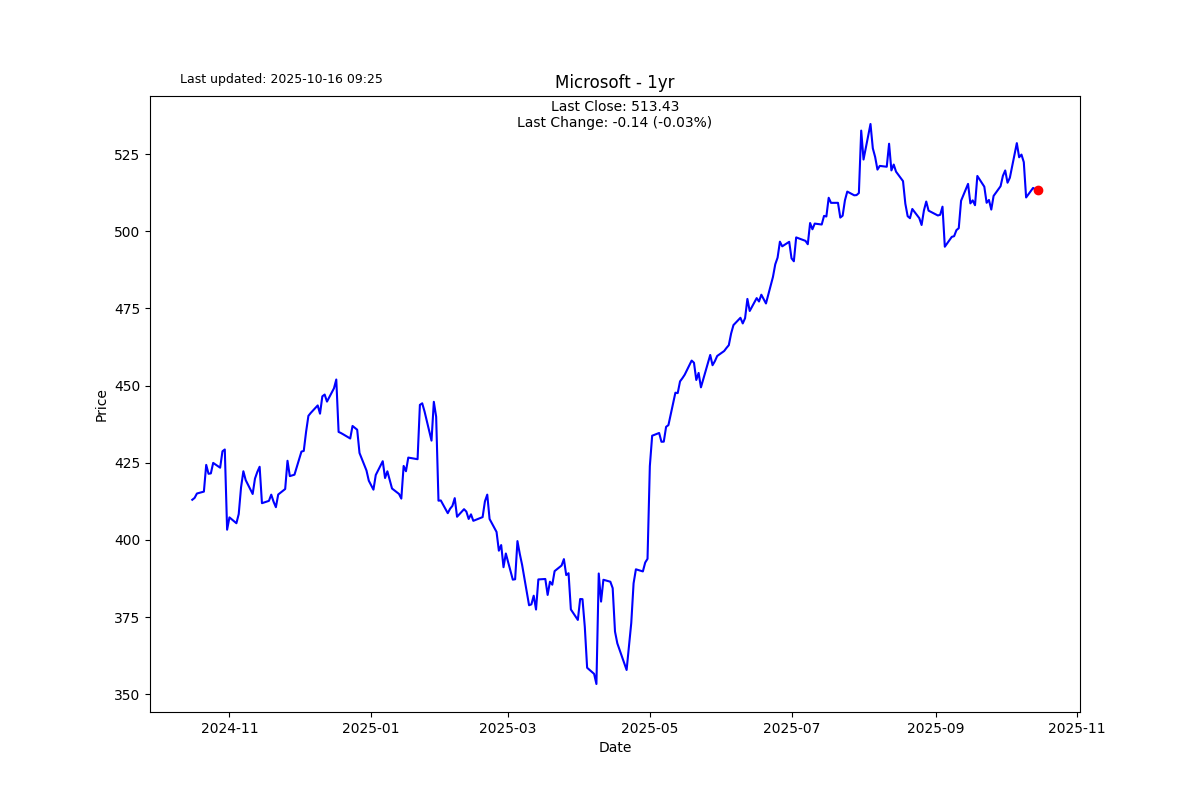 Last updated: 2025-10-16 09:25
Microsoft - 1yr
Last Close: 513.43
Last Change: -0.14 (-0.03%)
525
500
475
450
425
400
375
350
Price
2024-11
2025-01
2025-03
2025-05
2025-07
2025-09
2025-11
Date